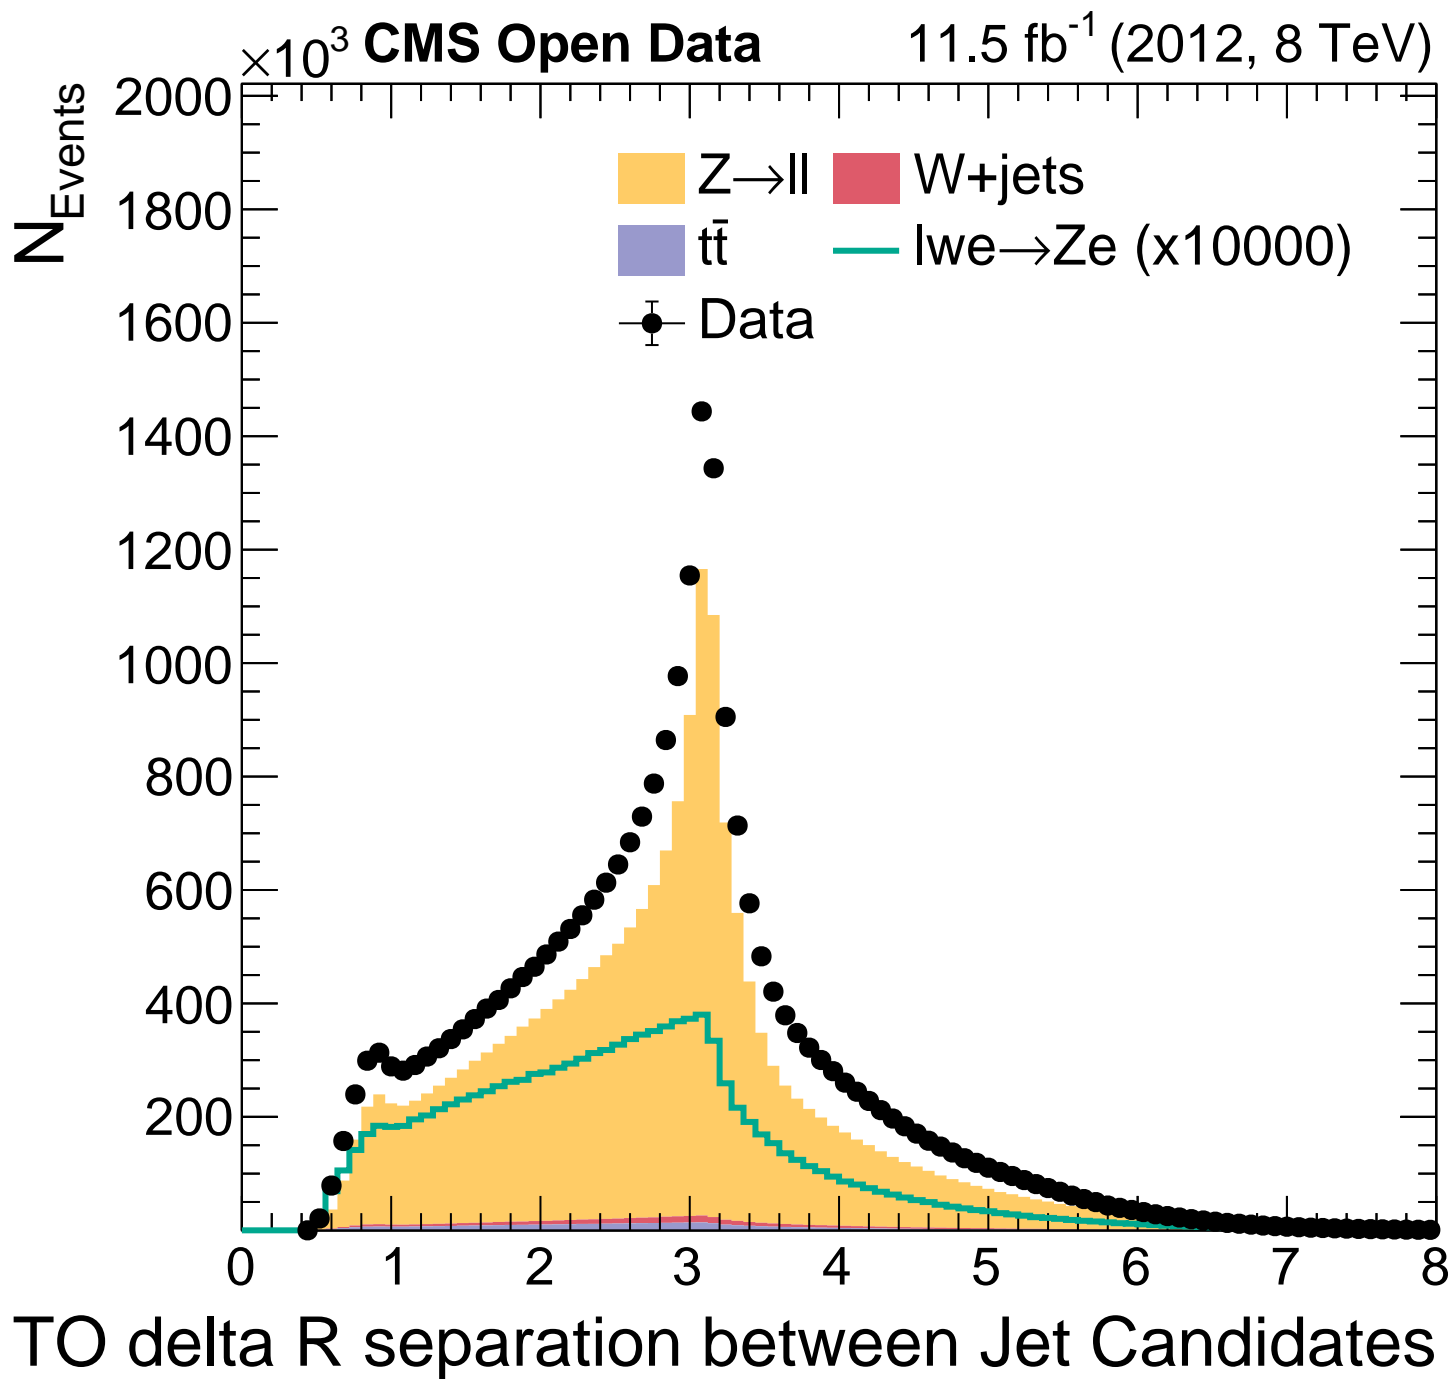 ×10³ CMS Open Data 11.5 fb⁻¹ (2012, 8 TeV)
N_Events
2000
1800
1600
1400
1200
1000
800
600
400
200
Z→ll W+jets
tt̄ lwe→Ze (x10000)
Data
0 1 2 3 4 5 6 7 8
TO delta R separation between Jet Candidates